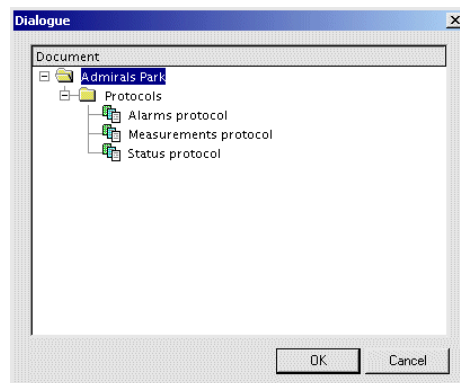 Dialogue
Document
Admirals Park
Protocols
Alarms protocol
Measurements protocol
Status protocol
OK Cancel